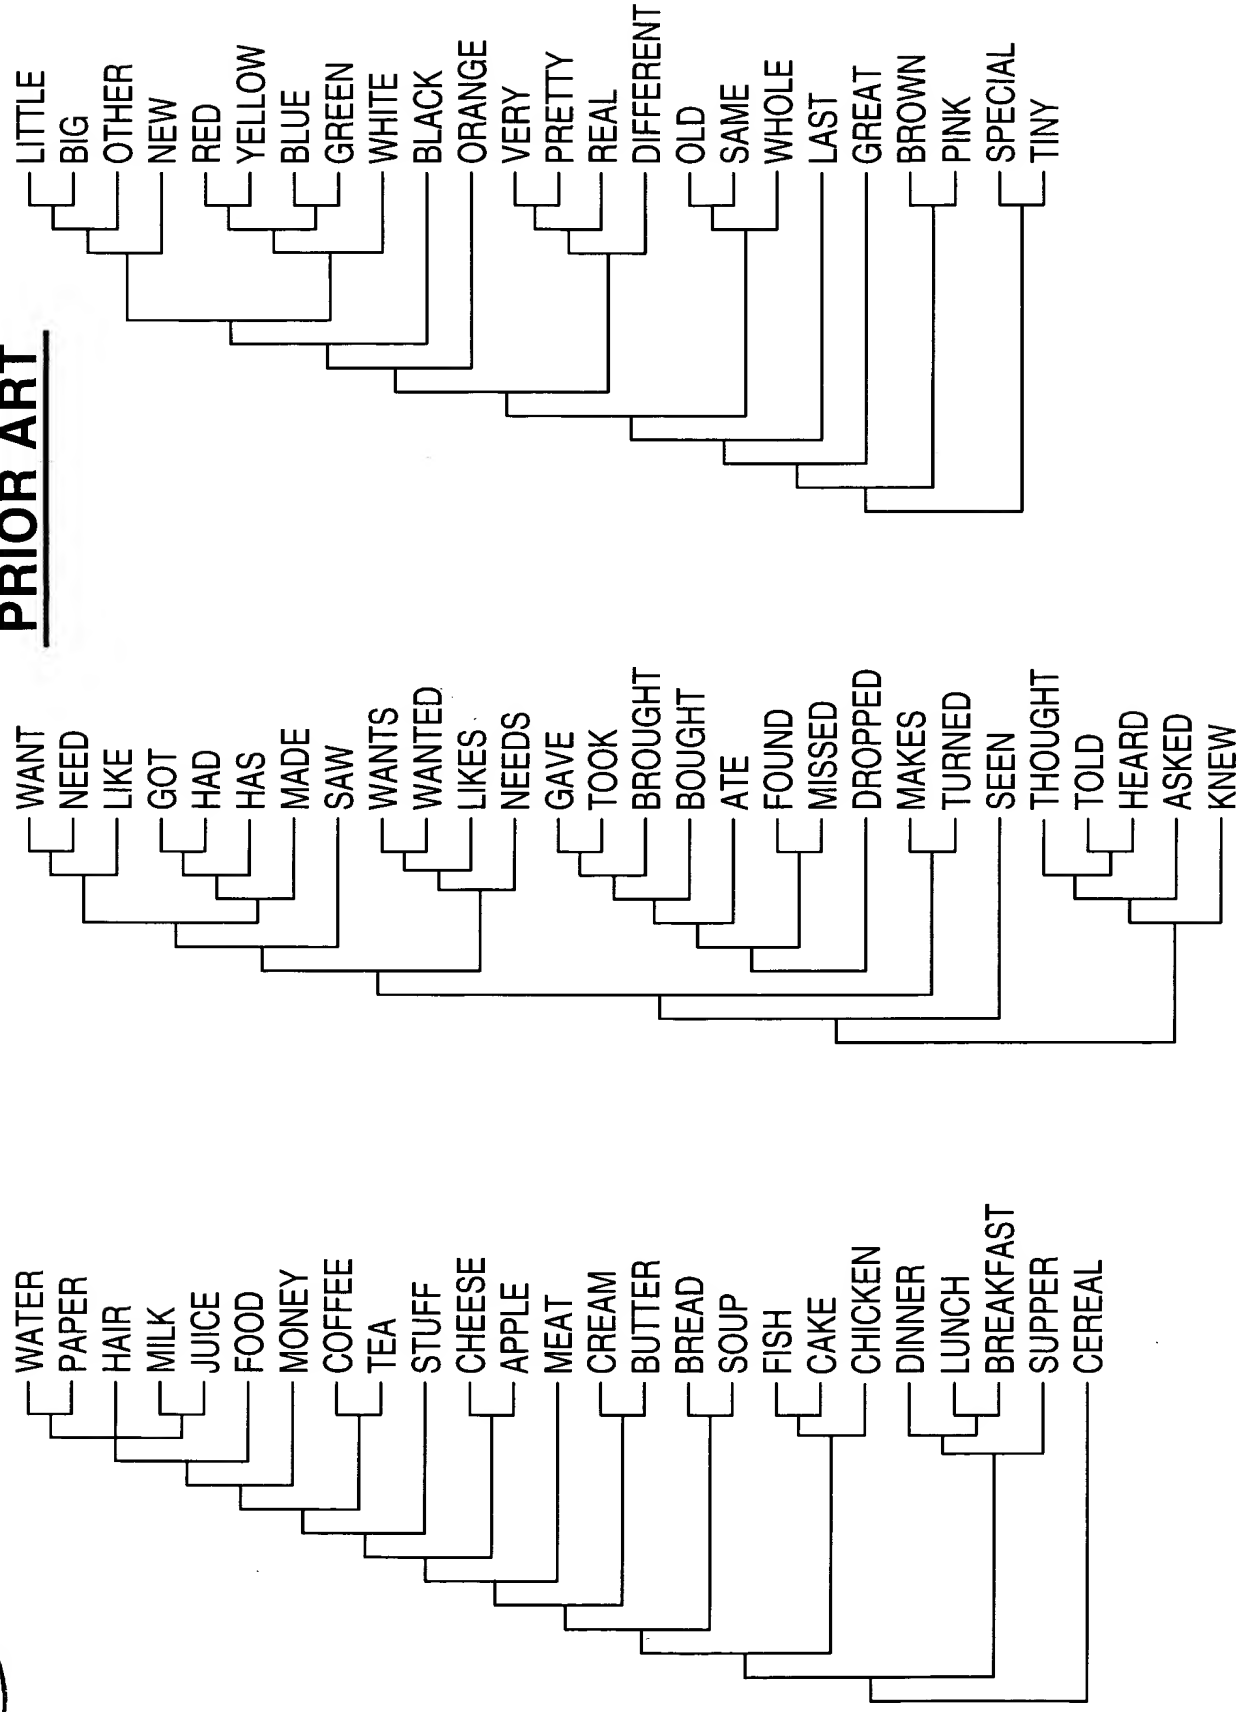 PRIOR ART
WATER
PAPER
HAIR
MILK
JUICE
FOOD
MONEY
COFFEE
TEA
STUFF
CHEESE
APPLE
MEAT
CREAM
BUTTER
BREAD
SOUP
FISH
CAKE
CHICKEN
DINNER
LUNCH
BREAKFAST
SUPPER
CEREAL
WANT
NEED
LIKE
GOT
HAD
HAS
MADE
SAW
WANTS
WANTED
LIKES
NEEDS
GAVE
TOOK
BROUGHT
BOUGHT
ATE
FOUND
MISSED
DROPPED
MAKES
TURNED
SEEN
THOUGHT
TOLD
HEARD
ASKED
KNEW
LITTLE
BIG
OTHER
NEW
RED
YELLOW
BLUE
GREEN
WHITE
BLACK
ORANGE
VERY
PRETTY
REAL
DIFFERENT
OLD
SAME
WHOLE
LAST
GREAT
BROWN
PINK
SPECIAL
TINY